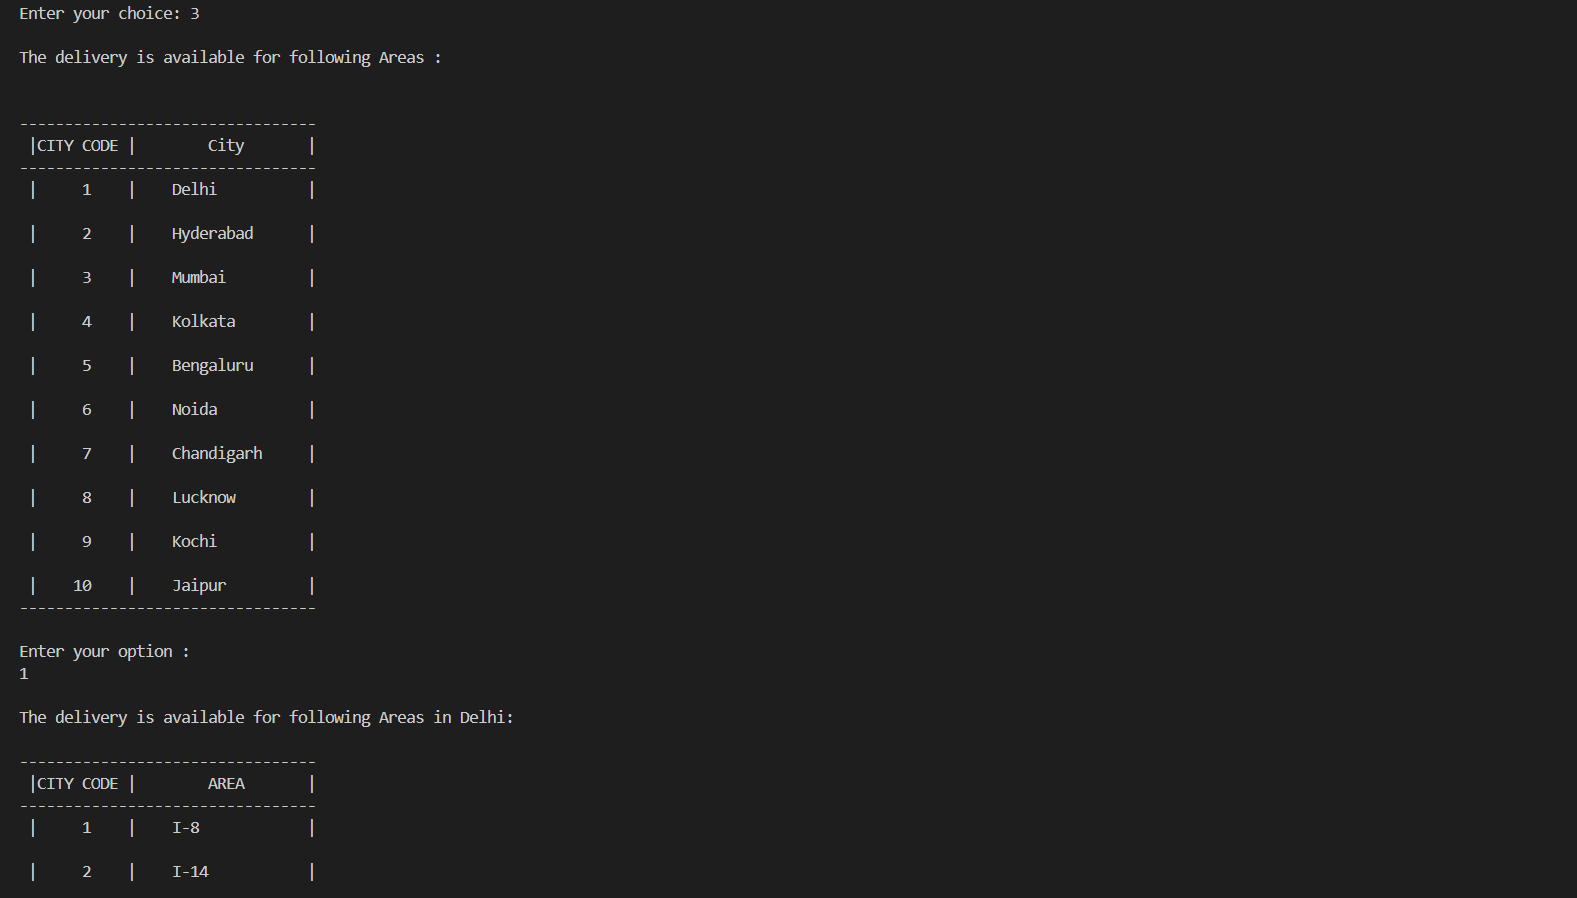 Enter your choice: 3
The delivery is available for following Areas :
---------------------------------
|CITY CODE |        City       |
---------------------------------
|     1    |    Delhi          |
|     2    |    Hyderabad      |
|     3    |    Mumbai         |
|     4    |    Kolkata        |
|     5    |    Bengaluru      |
|     6    |    Noida          |
|     7    |    Chandigarh     |
|     8    |    Lucknow        |
|     9    |    Kochi          |
|    10    |    Jaipur         |
---------------------------------
Enter your option :
1
The delivery is available for following Areas in Delhi:
---------------------------------
|CITY CODE |        AREA       |
---------------------------------
|     1    |    I-8            |
|     2    |    I-14           |